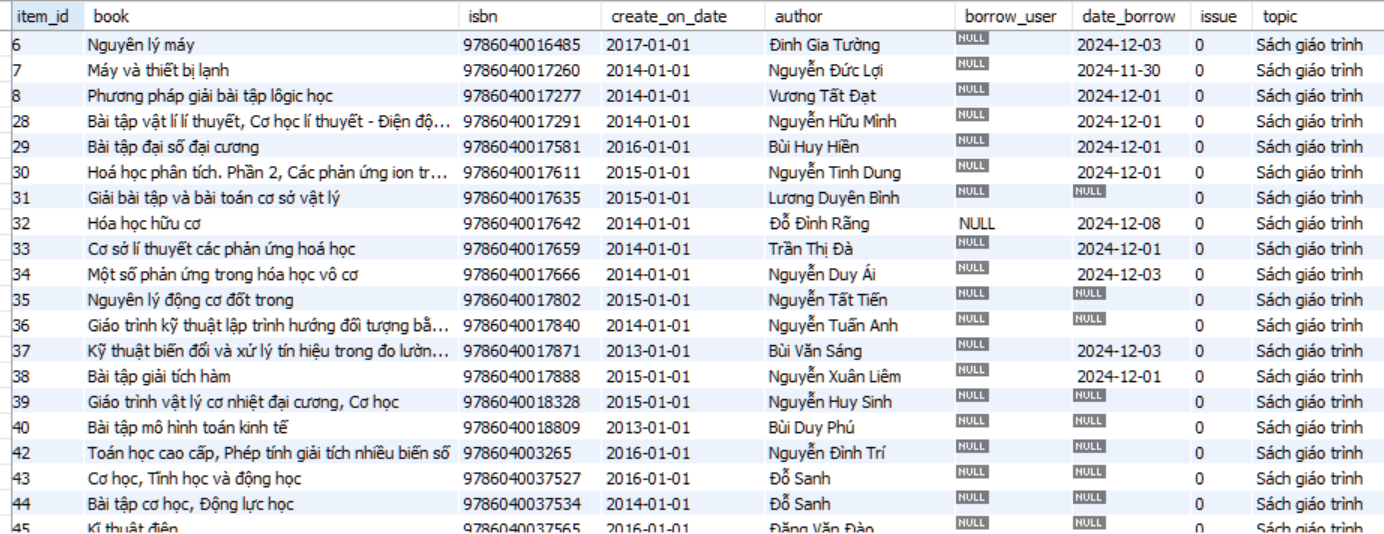 item_id book isbn create_on_date author borrow_user date_borrow issue topic
6 Nguyên lý máy 9786040016485 2017-01-01 Đinh Gia Tường NULL 2024-12-03 0 Sách giáo trình
7 Máy và thiết bị lạnh 9786040017260 2014-01-01 Nguyễn Đức Lợi NULL 2024-11-30 0 Sách giáo trình
8 Phương pháp giải bài tập lôgic học 9786040017277 2014-01-01 Vương Tất Đạt NULL 2024-12-01 0 Sách giáo trình
28 Bài tập vật lí lí thuyết, Cơ học lí thuyết - Điện độ... 9786040017291 2014-01-01 Nguyễn Hữu Mình NULL 2024-12-01 0 Sách giáo trình
29 Bài tập đại số đại cương 9786040017581 2016-01-01 Bùi Huy Hiền NULL 2024-12-01 0 Sách giáo trình
30 Hoá học phân tích. Phần 2, Các phản ứng ion tr... 9786040017611 2015-01-01 Nguyễn Tinh Dung NULL 2024-12-01 0 Sách giáo trình
31 Giải bài tập và bài toán cơ sở vật lý 9786040017635 2015-01-01 Lương Duyên Bình NULL NULL 0 Sách giáo trình
32 Hóa học hữu cơ 9786040017642 2014-01-01 Đỗ Đình Rãng NULL 2024-12-08 0 Sách giáo trình
33 Cơ sở lí thuyết các phản ứng hoá học 9786040017659 2014-01-01 Trần Thị Đà NULL 2024-12-01 0 Sách giáo trình
34 Một số phản ứng trong hóa học vô cơ 9786040017666 2014-01-01 Nguyễn Duy Ái NULL 2024-12-03 0 Sách giáo trình
35 Nguyên lý động cơ đốt trong 9786040017802 2015-01-01 Nguyễn Tất Tiến NULL NULL 0 Sách giáo trình
36 Giáo trình kỹ thuật lập trình hướng đối tượng bằ... 9786040017840 2014-01-01 Nguyễn Tuấn Anh NULL NULL 0 Sách giáo trình
37 Kỹ thuật biến đổi và xử lý tín hiệu trong đo lườn... 9786040017871 2013-01-01 Bùi Văn Sáng NULL 2024-12-03 0 Sách giáo trình
38 Bài tập giải tích hàm 9786040017888 2015-01-01 Nguyễn Xuân Liêm NULL 2024-12-01 0 Sách giáo trình
39 Giáo trình vật lý cơ nhiệt đại cương, Cơ học 9786040018328 2015-01-01 Nguyễn Huy Sinh NULL NULL 0 Sách giáo trình
40 Bài tập mô hình toán kinh tế 9786040018809 2013-01-01 Bùi Duy Phú NULL NULL 0 Sách giáo trình
42 Toán học cao cấp, Phép tính giải tích nhiều biến số 978604003265 2016-01-01 Nguyễn Đình Trí NULL NULL 0 Sách giáo trình
43 Cơ học, Tĩnh học và động học 9786040037527 2016-01-01 Đỗ Sanh NULL NULL 0 Sách giáo trình
44 Bài tập cơ học, Động lực học 9786040037534 2014-01-01 Đỗ Sanh NULL NULL 0 Sách giáo trình
45 Kĩ thuật điện 9786040037565 2016-01-01 Đặng Văn Đào NULL NULL 0 Sách giáo trình